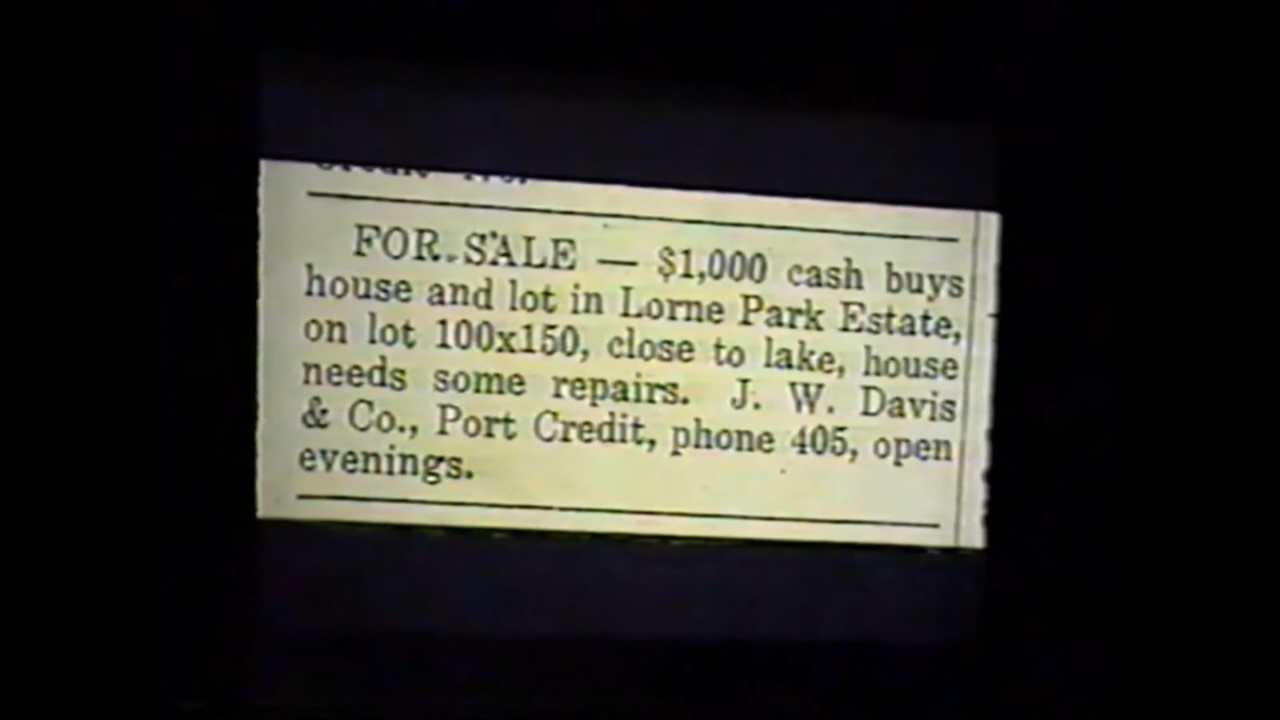 FOR SALE — $1,000 cash buys
house and lot in Lorne Park Estate,
on lot 100x150, close to lake, house
needs some repairs. J. W. Davis
& Co., Port Credit, phone 405, open
evenings.